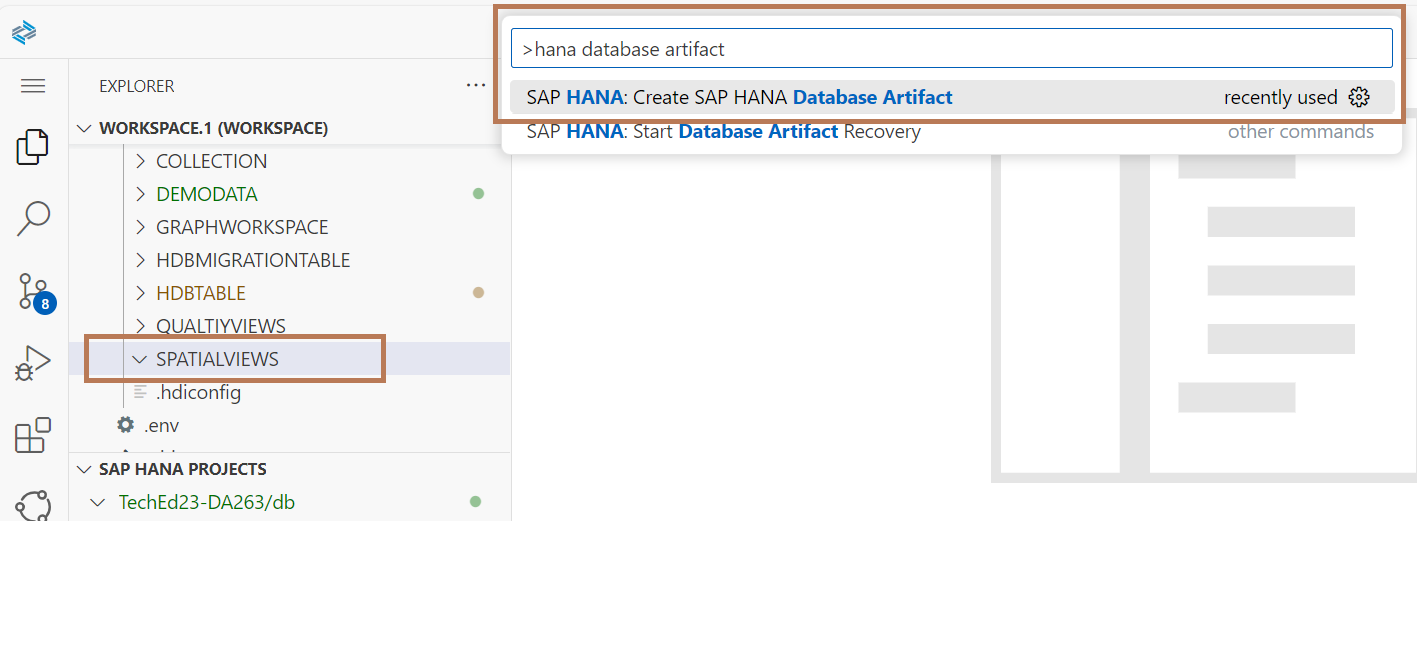 >hana database artifact
SAP HANA: Create SAP HANA Database Artifact recently used
SAP HANA: Start Database Artifact Recovery other commands
EXPLORER ···
WORKSPACE.1 (WORKSPACE)
COLLECTION
DEMODATA
GRAPHWORKSPACE
HDBMIGRATIONTABLE
HDBTABLE
QUALTIYVIEWS
SPATIALVIEWS
.hdiconfig
.env
SAP HANA PROJECTS
TechEd23-DA263/db
8